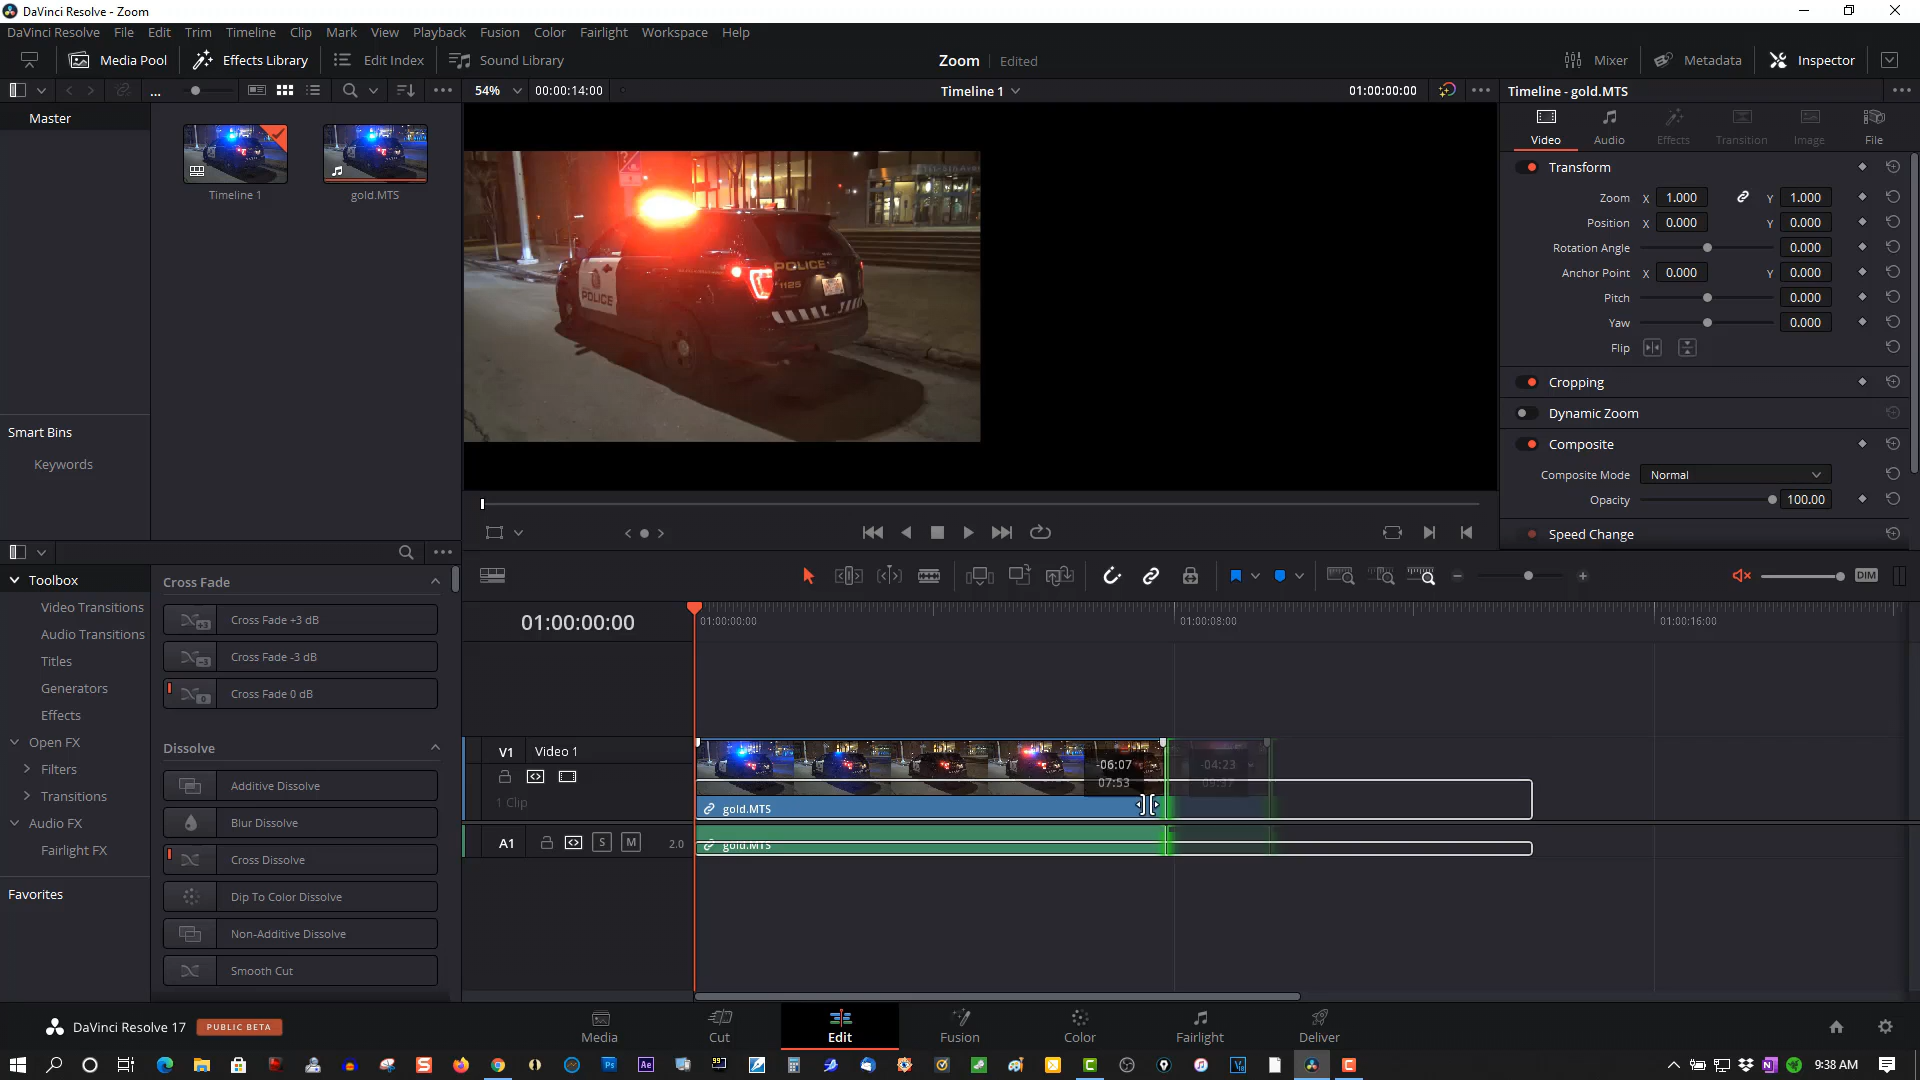 DaVinci Resolve - Zoom
DaVinci Resolve File Edit Trim Timeline Clip Mark View Playback Fusion Color Fairlight Workspace Help
Media Pool Effects Library Edit Index Sound Library Zoom Edited Mixer Metadata Inspector
... 54% 00:00:14:00 Timeline 1 01:00:00:00 Timeline - gold.MTS
Master
Timeline 1
gold.MTS
Smart Bins
Keywords
POLICE
1125
POLICE
Video Audio Effects Transition Image File
Transform
Zoom X 1.000 Y 1.000
Position X 0.000 Y 0.000
Rotation Angle 0.000
Anchor Point X 0.000 Y 0.000
Pitch 0.000
Yaw 0.000
Flip
Cropping
Dynamic Zoom
Composite
Composite Mode Normal
Opacity 100.00
Speed Change
Toolbox
Video Transitions
Audio Transitions
Titles
Generators
Effects
Open FX
Filters
Transitions
Audio FX
Fairlight FX
Favorites
Cross Fade
Cross Fade +3 dB
Cross Fade -3 dB
Cross Fade 0 dB
Dissolve
Additive Dissolve
Blur Dissolve
Cross Dissolve
Dip To Color Dissolve
Non-Additive Dissolve
Smooth Cut
DIM
01:00:00:00
01:00:00:00 01:00:08:00 01:00:16:00
V1 Video 1
1 Clip
-06:07
07:53
-04:23
09:37
gold.MTS
A1 S M 2.0
gold.MTS
DaVinci Resolve 17 PUBLIC BETA
Media Cut Edit Fusion Color Fairlight Deliver
9:38 AM